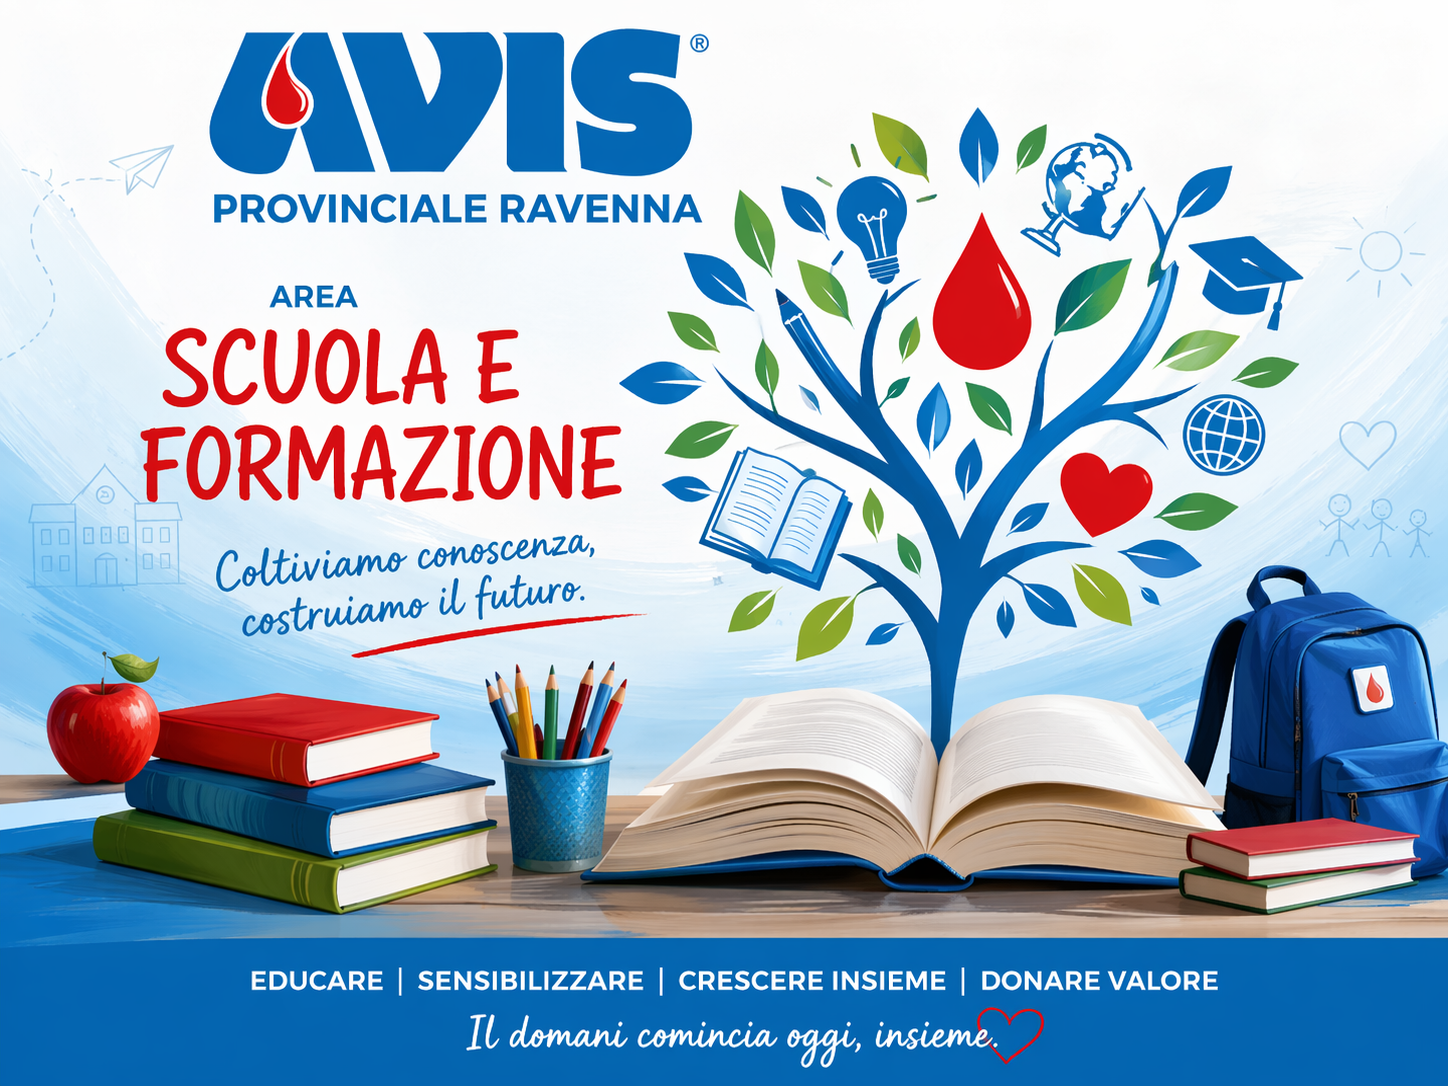 AVIS®
PROVINCIALE RAVENNA
AREA
SCUOLA E
FORMAZIONE
Coltiviamo conoscenza,
costruiamo il futuro.
EDUCARE | SENSIBILIZZARE | CRESCERE INSIEME | DONARE VALORE
Il domani comincia oggi, insieme.